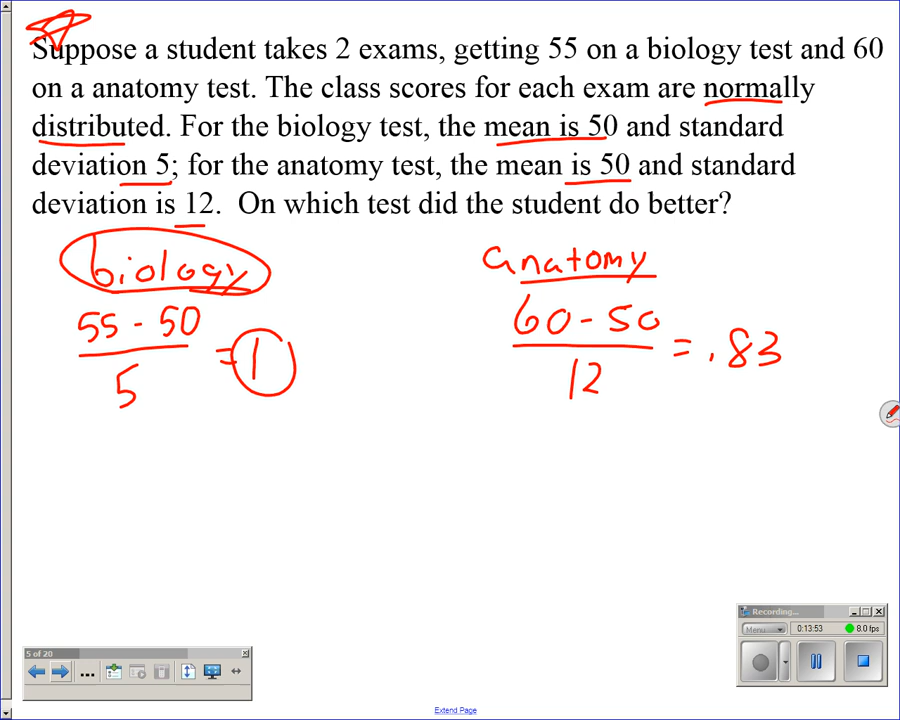 Suppose a student takes 2 exams, getting 55 on a biology test and 60
on a anatomy test. The class scores for each exam are normally
distributed. For the biology test, the mean is 50 and standard
deviation 5; for the anatomy test, the mean is 50 and standard
deviation is 12. On which test did the student do better?
biology
55 - 50
5
= 1
anatomy
60 - 50
12
= .83
Recording...
Menu
0:13:53
8.0 fps
5 of 20
...
Extend Page